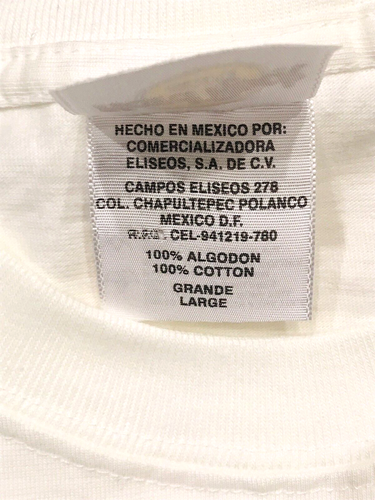 HECHO EN MEXICO POR:
COMERCIALIZADORA
ELISEOS, S.A. DE C.V.
CAMPOS ELISEOS 278
COL. CHAPULTEPEC POLANCO
MEXICO D.F.
CEL-941219-780
100% ALGODON
100% COTTON
GRANDE
LARGE